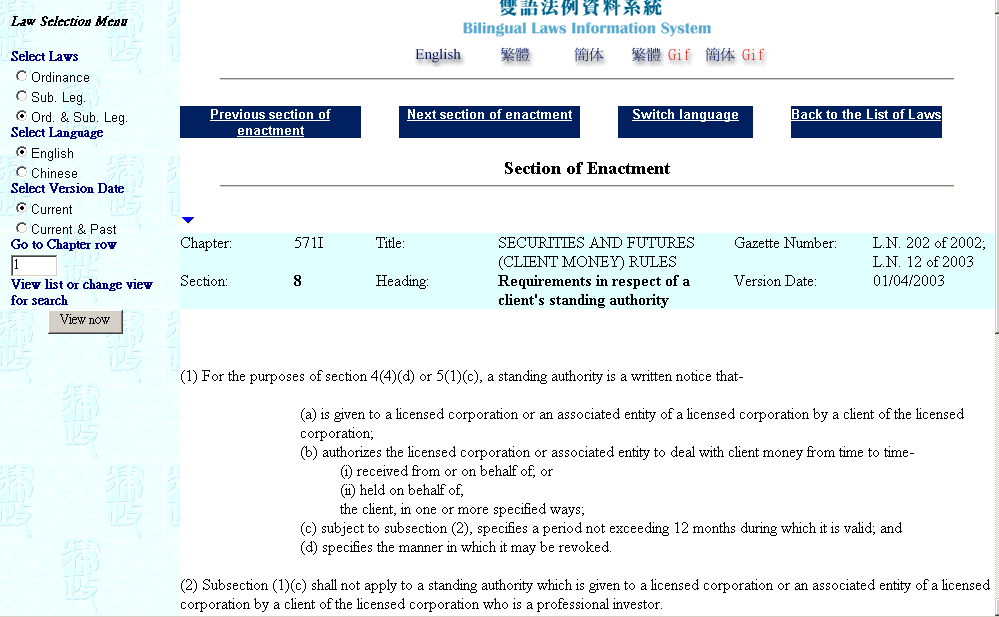 Law Selection Menu
Select Laws
Ordinance
Sub. Leg.
Ord. & Sub. Leg.
Select Language
English
Chinese
Select Version Date
Current
Current & Past
Go to Chapter row
1
View list or change view
for search
View now
雙語法例資料系統
Bilingual Laws Information System
English 繁體 簡体 繁體 Gif 簡体 Gif
Previous section of
enactment
Next section of enactment
Switch language
Back to the List of Laws
Section of Enactment
Chapter: 571I Title: SECURITIES AND FUTURES Gazette Number: L.N. 202 of 2002;
(CLIENT MONEY) RULES L.N. 12 of 2003
Section: 8 Heading: Requirements in respect of a Version Date: 01/04/2003
client's standing authority
(1) For the purposes of section 4(4)(d) or 5(1)(c), a standing authority is a written notice that-
(a) is given to a licensed corporation or an associated entity of a licensed corporation by a client of the licensed
corporation;
(b) authorizes the licensed corporation or associated entity to deal with client money from time to time-
(i) received from or on behalf of; or
(ii) held on behalf of,
the client, in one or more specified ways;
(c) subject to subsection (2), specifies a period not exceeding 12 months during which it is valid; and
(d) specifies the manner in which it may be revoked.
(2) Subsection (1)(c) shall not apply to a standing authority which is given to a licensed corporation or an associated entity of a licensed
corporation by a client of the licensed corporation who is a professional investor.